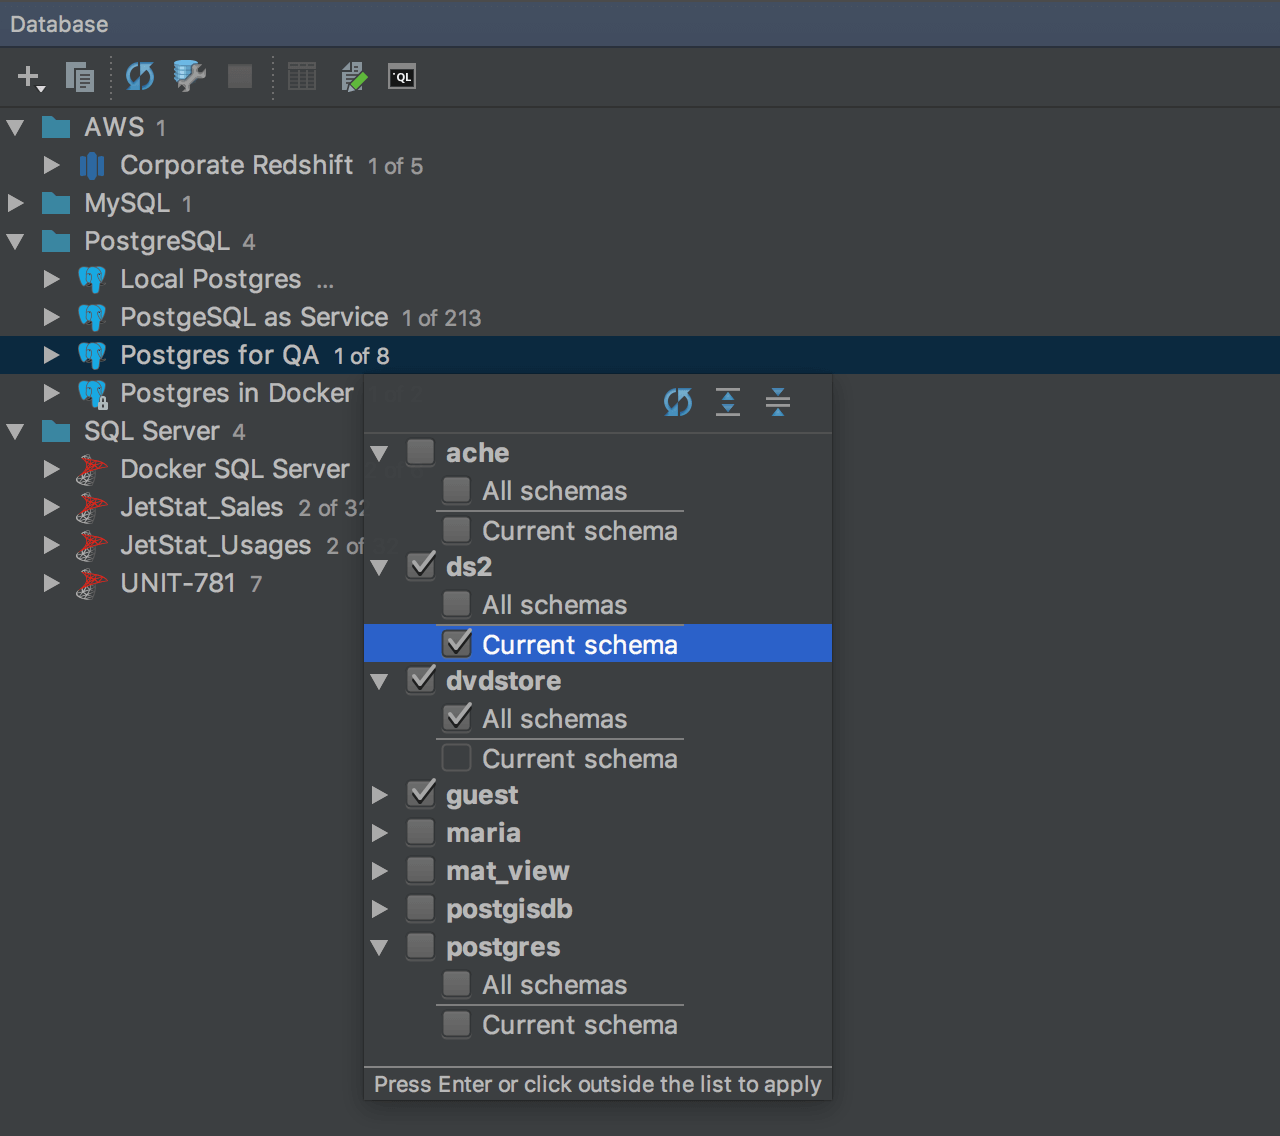 Database
QL
AWS 1
Corporate Redshift 1 of 5
MySQL 1
PostgreSQL 4
Local Postgres ...
PostgeSQL as Service 1 of 213
Postgres for QA 1 of 8
Postgres in Docker
SQL Server 4
Docker SQL Server
JetStat_Sales 2 of 32
JetStat_Usages 2 of
UNIT-781 7
ache
All schemas
Current schema
ds2
All schemas
Current schema
dvdstore
All schemas
Current schema
guest
maria
mat_view
postgisdb
postgres
All schemas
Current schema
Press Enter or click outside the list to apply